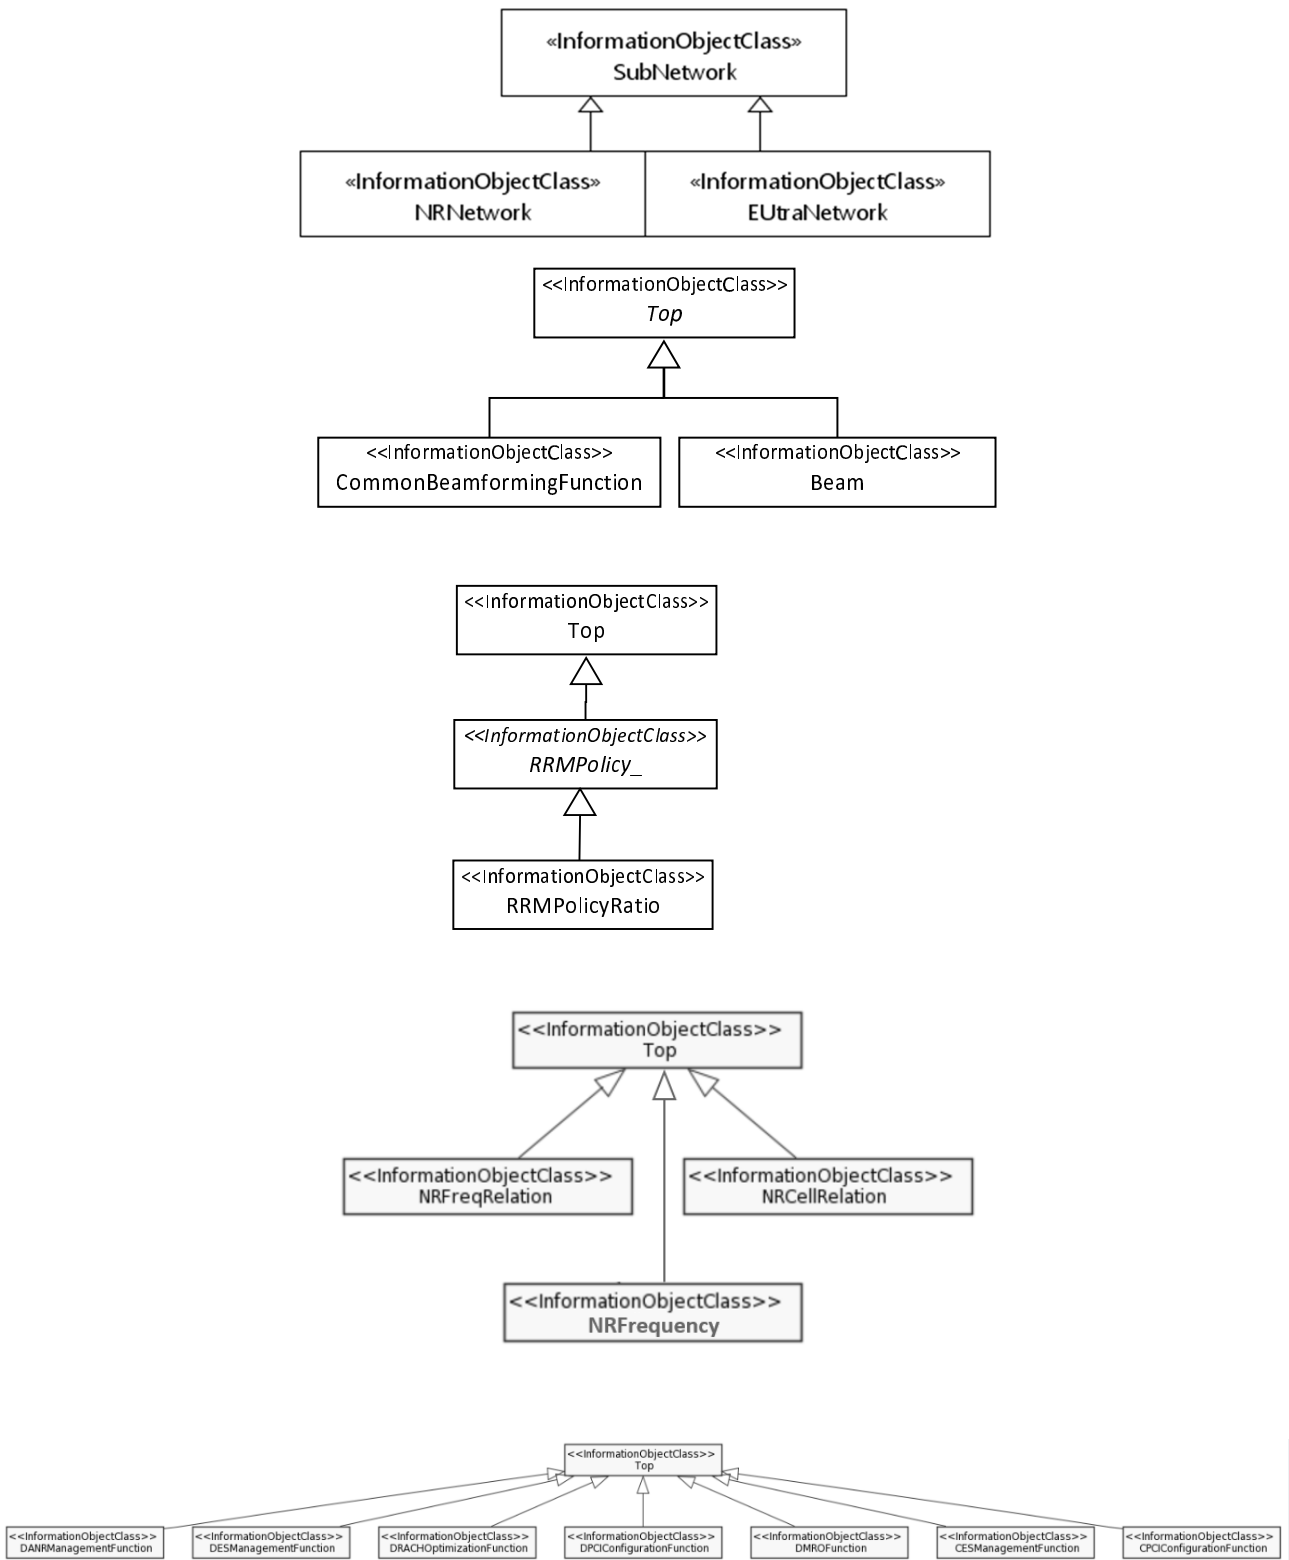 «InformationObjectClass»
SubNetwork
«InformationObjectClass»
NRNetwork
«InformationObjectClass»
EUtraNetwork
<<InformationObjectClass>>
Top
<<InformationObjectClass>>
CommonBeamformingFunction
<<InformationObjectClass>>
Beam
<<InformationObjectClass>>
Top
<<InformationObjectClass>>
RRMPolicy_
<<InformationObjectClass>>
RRMPolicyRatio
<<InformationObjectClass>>
Top
<<InformationObjectClass>>
NRFreqRelation
<<InformationObjectClass>>
NRCellRelation
<<InformationObjectClass>>
NRFrequency
<<InformationObjectClass>>
Top
<<InformationObjectClass>>
DANRManagementFunction
<<InformationObjectClass>>
DESManagementFunction
<<InformationObjectClass>>
DRACHOptimizationFunction
<<InformationObjectClass>>
DPCIConfigurationFunction
<<InformationObjectClass>>
DMROFunction
<<InformationObjectClass>>
CESManagementFunction
<<InformationObjectClass>>
CPCIConfigurationFunction